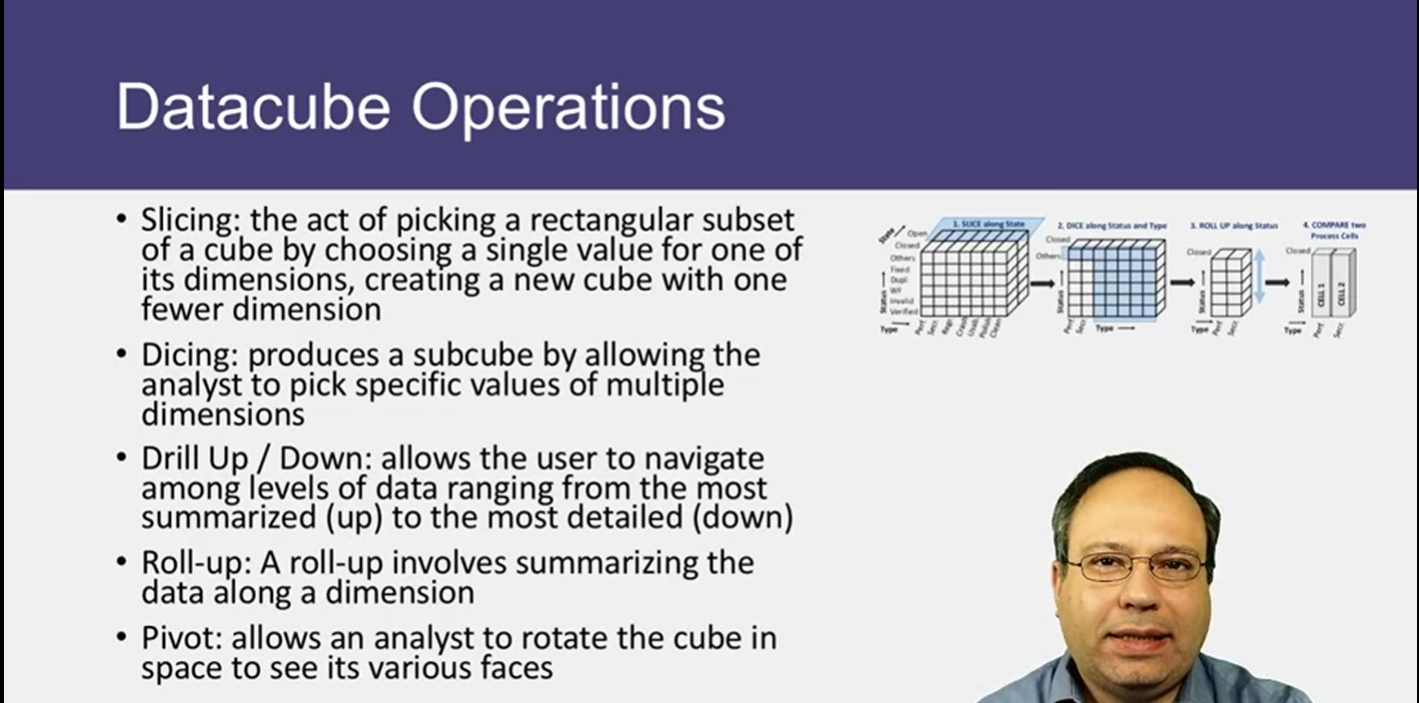 Datacube Operations
• Slicing: the act of picking a rectangular subset
of a cube by choosing a single value for one of
its dimensions, creating a new cube with one
fewer dimension
• Dicing: produces a subcube by allowing the
analyst to pick specific values of multiple
dimensions
• Drill Up / Down: allows the user to navigate
among levels of data ranging from the most
summarized (up) to the most detailed (down)
• Roll-up: A roll-up involves summarizing the
data along a dimension
• Pivot: allows an analyst to rotate the cube in
space to see its various faces
1. SLICE along State
State
Open
Closed
Others
Fixed
Dupl.
WF
Invalid
Verified
Status
Type
Perf
Secr.
Regr
Crash
Usab
Polish
Clean
2. DICE along Status and Type
Closed
Others
Status
Perf
Secr
Type
3. ROLL UP along Status
Closed
Status
Type
Perf
Secr
4. COMPARE two
Process Cells
Closed
Status
CELL 1
CELL 2
Type
Perf
Secr.